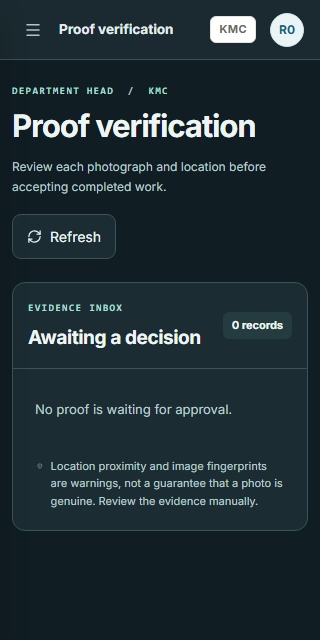 Proof verification
KMC
RO
DEPARTMENT HEAD / KMC
Proof verification
Review each photograph and location before
accepting completed work.
Refresh
EVIDENCE INBOX
Awaiting a decision
0 records
No proof is waiting for approval.
Location proximity and image fingerprints
are warnings, not a guarantee that a photo is
genuine. Review the evidence manually.